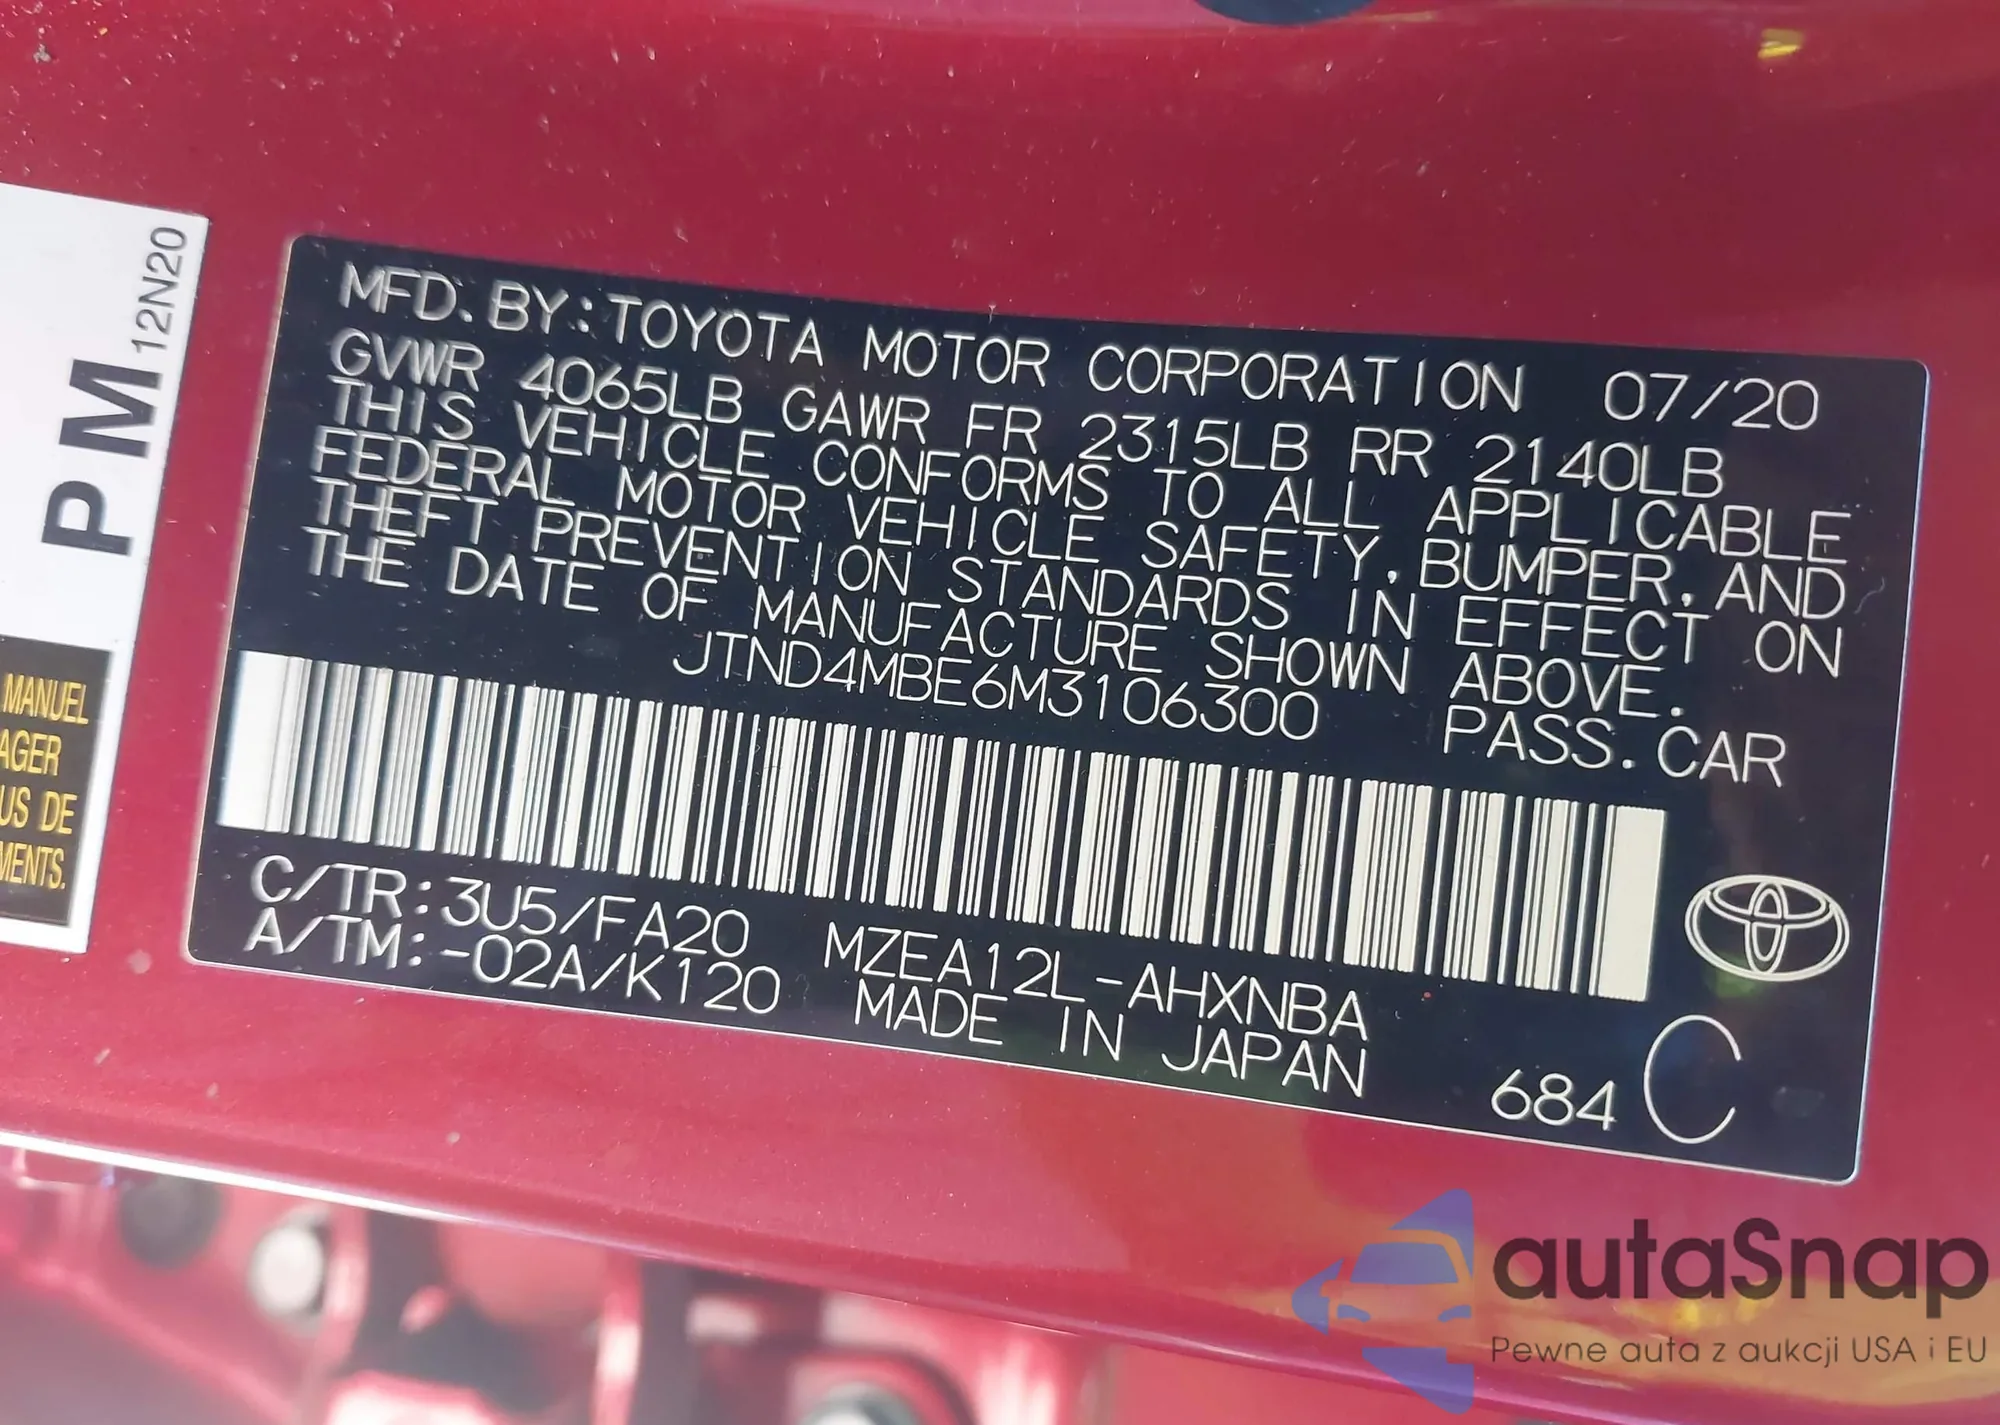 MFD. BY: TOYOTA MOTOR CORPORATION 07/20
GVWR 4065LB GAWR FR 2315LB RR 2140LB
THIS VEHICLE CONFORMS TO ALL APPLICABLE
FEDERAL MOTOR VEHICLE SAFETY, BUMPER, AND
THEFT PREVENTION STANDARDS IN EFFECT ON
THE DATE OF MANUFACTURE SHOWN ABOVE.
JTND4MBE6M3106300 PASS. CAR
C/TR: 3U5/FA20 MZEA12L-AHXNBA
A/TM: -02A/K120 MADE IN JAPAN
684 C
PM 12N20
MANUEL
AGER
US DE
MENTS.
autaSnap
Pewne auta z aukcji USA i EU